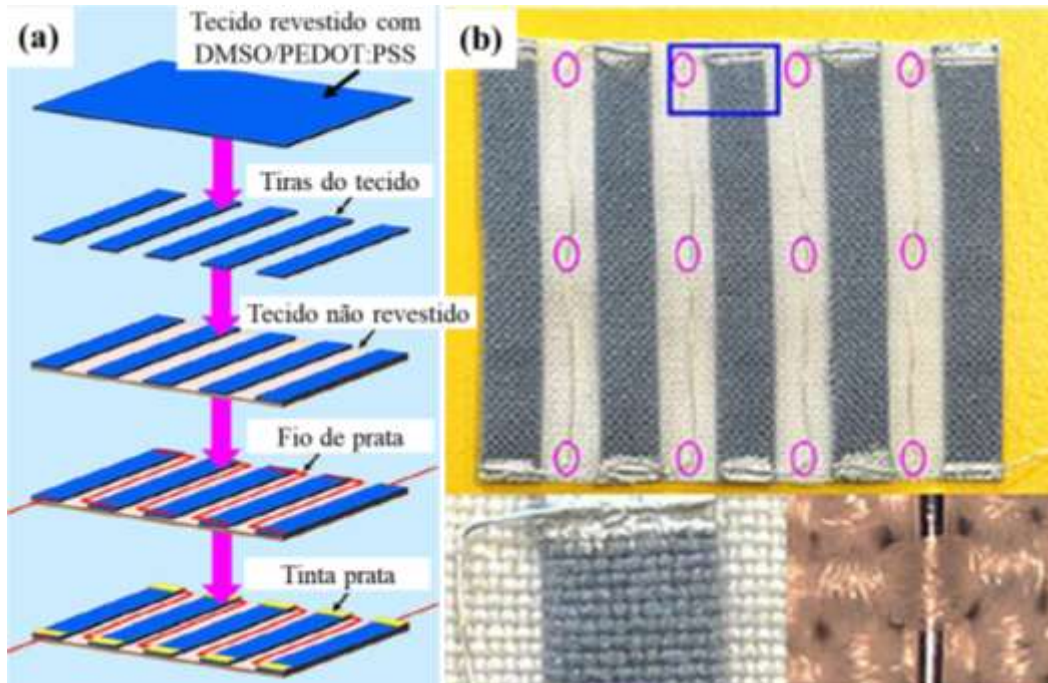 (a)
Tecido revestido com
DMSO/PEDOT:PSS
Tiras do tecido
Tecido não revestido
Fio de prata
Tinta prata
(b)